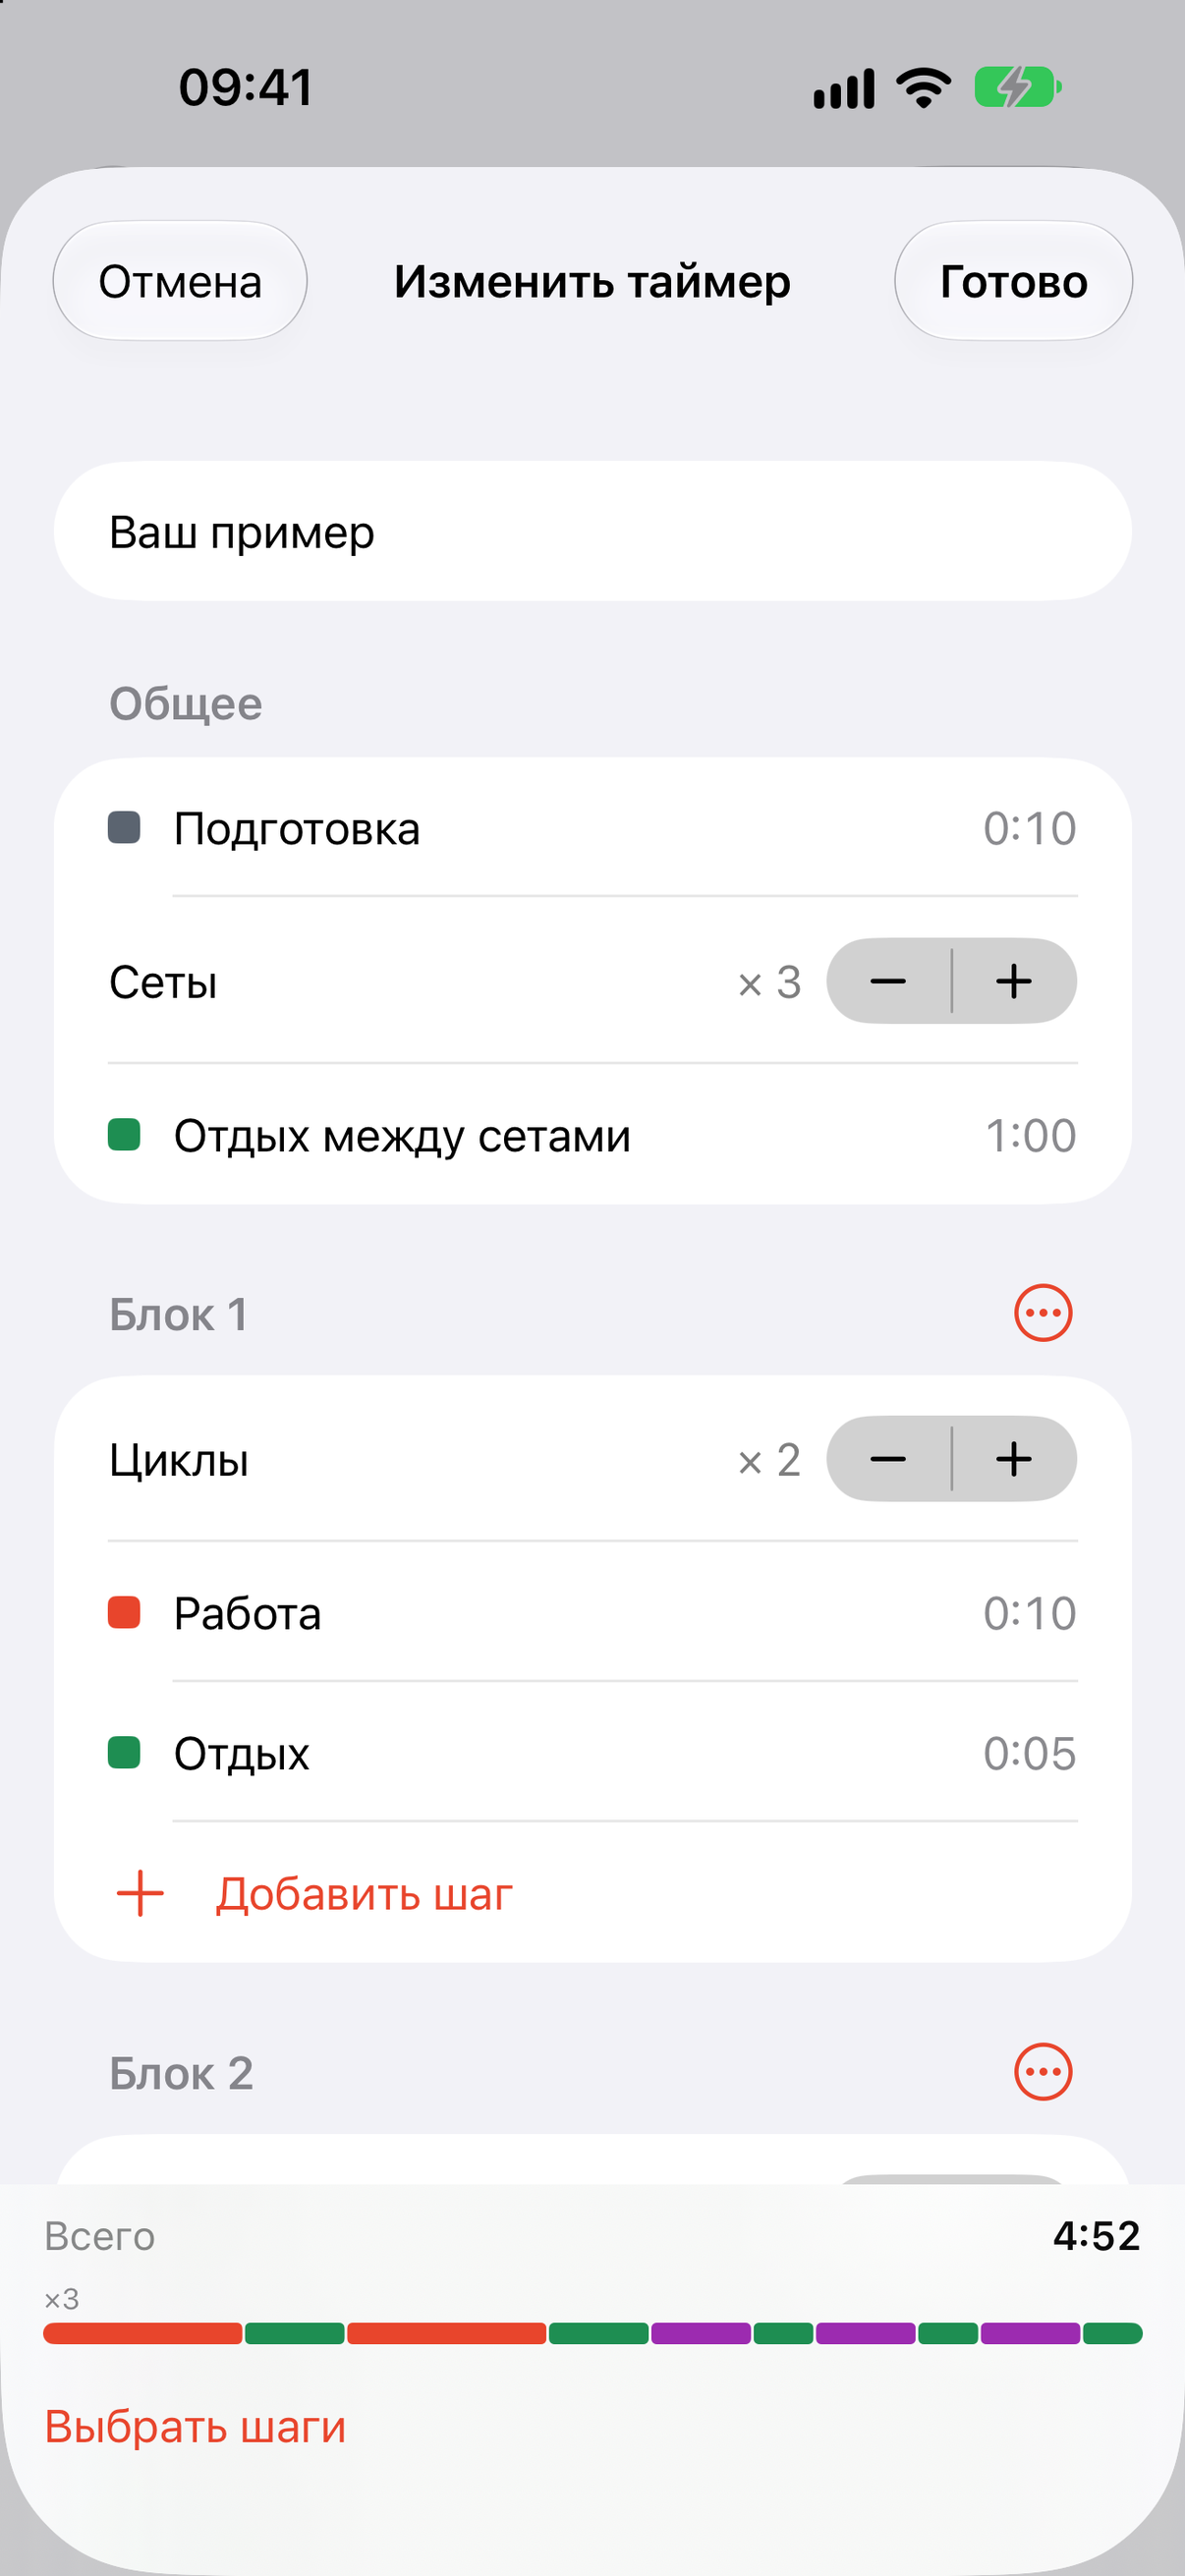 09:41
Отмена
Изменить таймер
Готово
Ваш пример
Общее
Подготовка 0:10
Сеты × 3
Отдых между сетами 1:00
Блок 1
Циклы × 2
Работа 0:10
Отдых 0:05
Добавить шаг
Блок 2
Всего 4:52
×3
Выбрать шаги